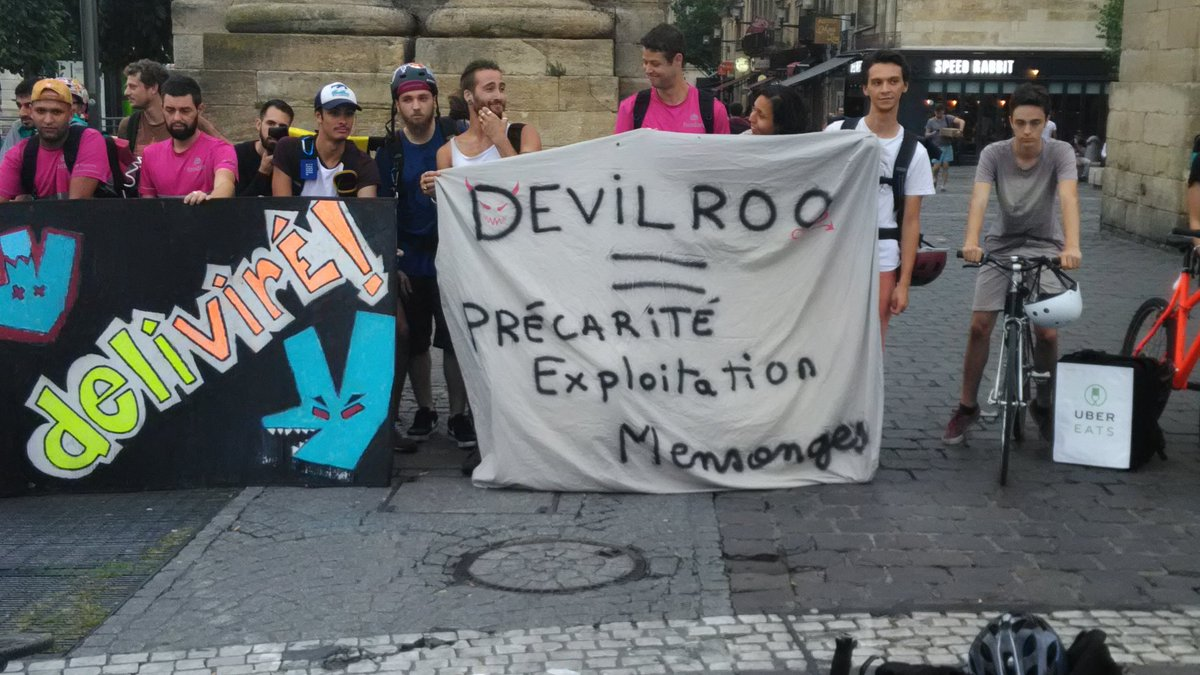 SPEED RABBIT
deliviré!
DEVILROO
=
PRÉCARITÉ
Exploitation
Mensonges
UBER
EATS